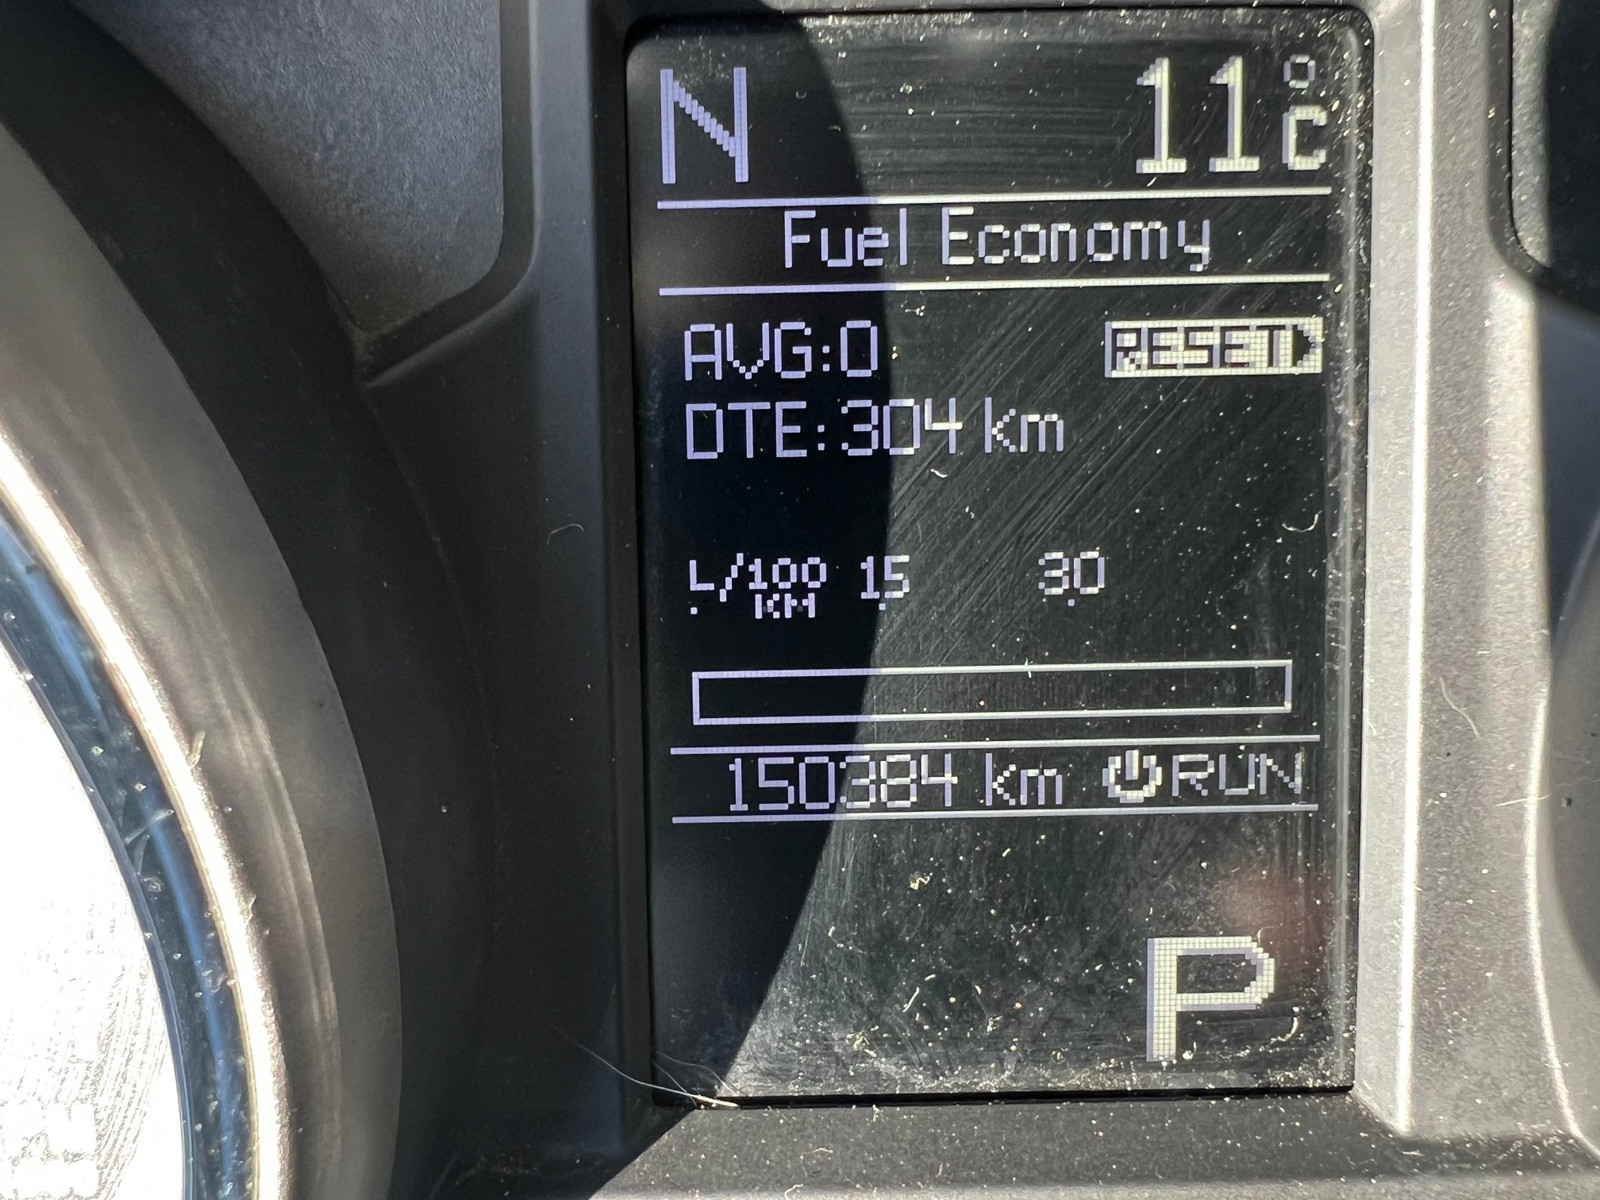 N 11°C
Fuel Economy
AVG:0 RESET
DTE:304 km
L/100 KM 15 30
150384 km RUN
P